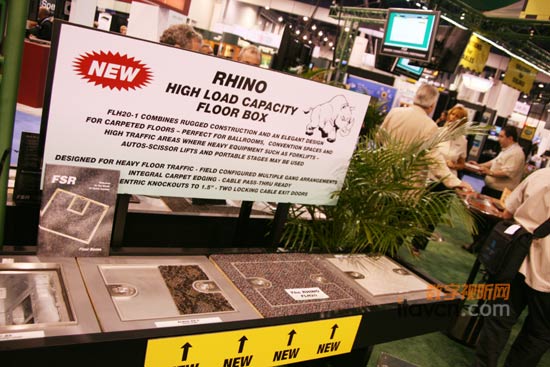 NEW
RHINO
HIGH LOAD CAPACITY
FLOOR BOX
FLH20-1 COMBINES RUGGED CONSTRUCTION AND AN ELEGANT DESIGN
FOR CARPETED FLOORS - PERFECT FOR BALLROOMS, CONVENTION SPACES AND
HIGH TRAFFIC AREAS WHERE HEAVY EQUIPMENT SUCH AS FORKLIFTS -
AUTOS-SCISSOR LIFTS AND PORTABLE STAGES MAY BE USED
DESIGNED FOR HEAVY FLOOR TRAFFIC - FIELD CONFIGURED MULTIPLE GANG ARRANGEMENTS
INTEGRAL CARPET EDGING - CABLE PASS-THRU READY
ENTRIC KNOCKOUTS TO 1.5" - TWO LOCKING CABLE EXIT DOORS
FSR
Floor Boxes
The RHINO
FLH20
NEW NEW NEW NEW
数字视听网
itavcn.com